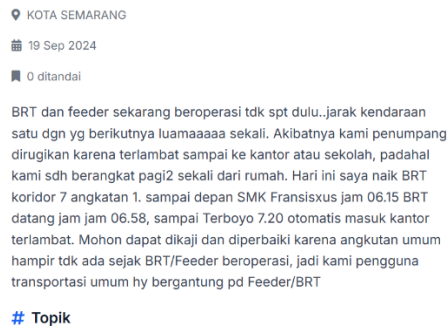 KOTA SEMARANG
19 Sep 2024
0 ditandai
BRT dan feeder sekarang beroperasi tdk spt dulu..jarak kendaraan
satu dgn yg berikutnya luamaaaaa sekali. Akibatnya kami penumpang
dirugikan karena terlambat sampai ke kantor atau sekolah, padahal
kami sdh berangkat pagi2 sekali dari rumah. Hari ini saya naik BRT
koridor 7 angkatan 1. sampai depan SMK Fransisxus jam 06.15 BRT
datang jam jam 06.58, sampai Terboyo 7.20 otomatis masuk kantor
terlambat. Mohon dapat dikaji dan diperbaiki karena angkutan umum
hampir tdk ada sejak BRT/Feeder beroperasi, jadi kami pengguna
transportasi umum hy bergantung pd Feeder/BRT
# Topik